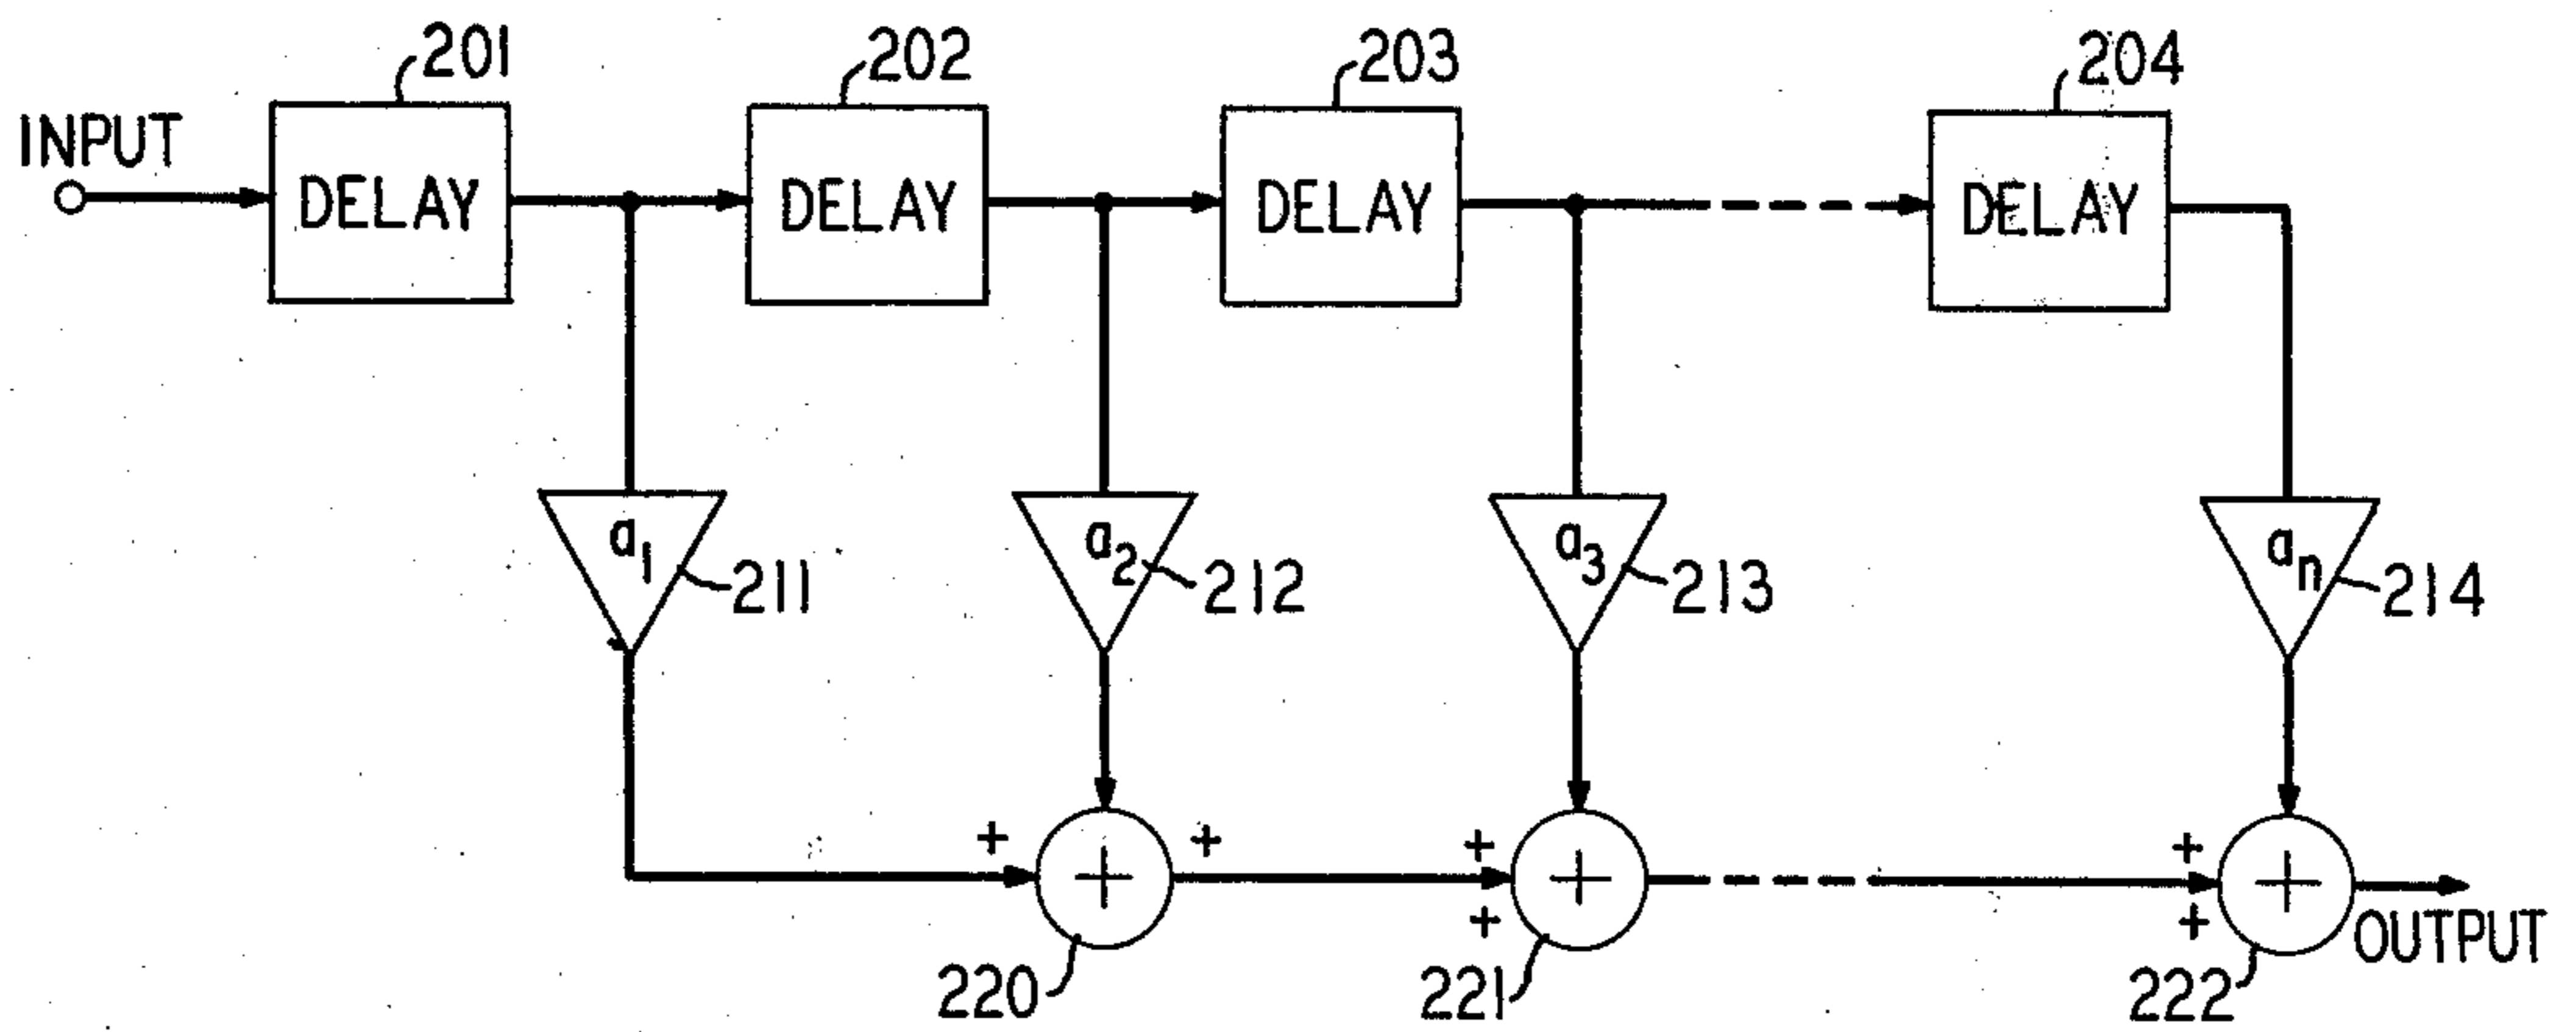 201 202 203 204
INPUT
DELAY DELAY DELAY DELAY
a1 a2 a3 an
211 212 213 214
+ + + +
+ + + +
+ +
OUTPUT
220 221 222